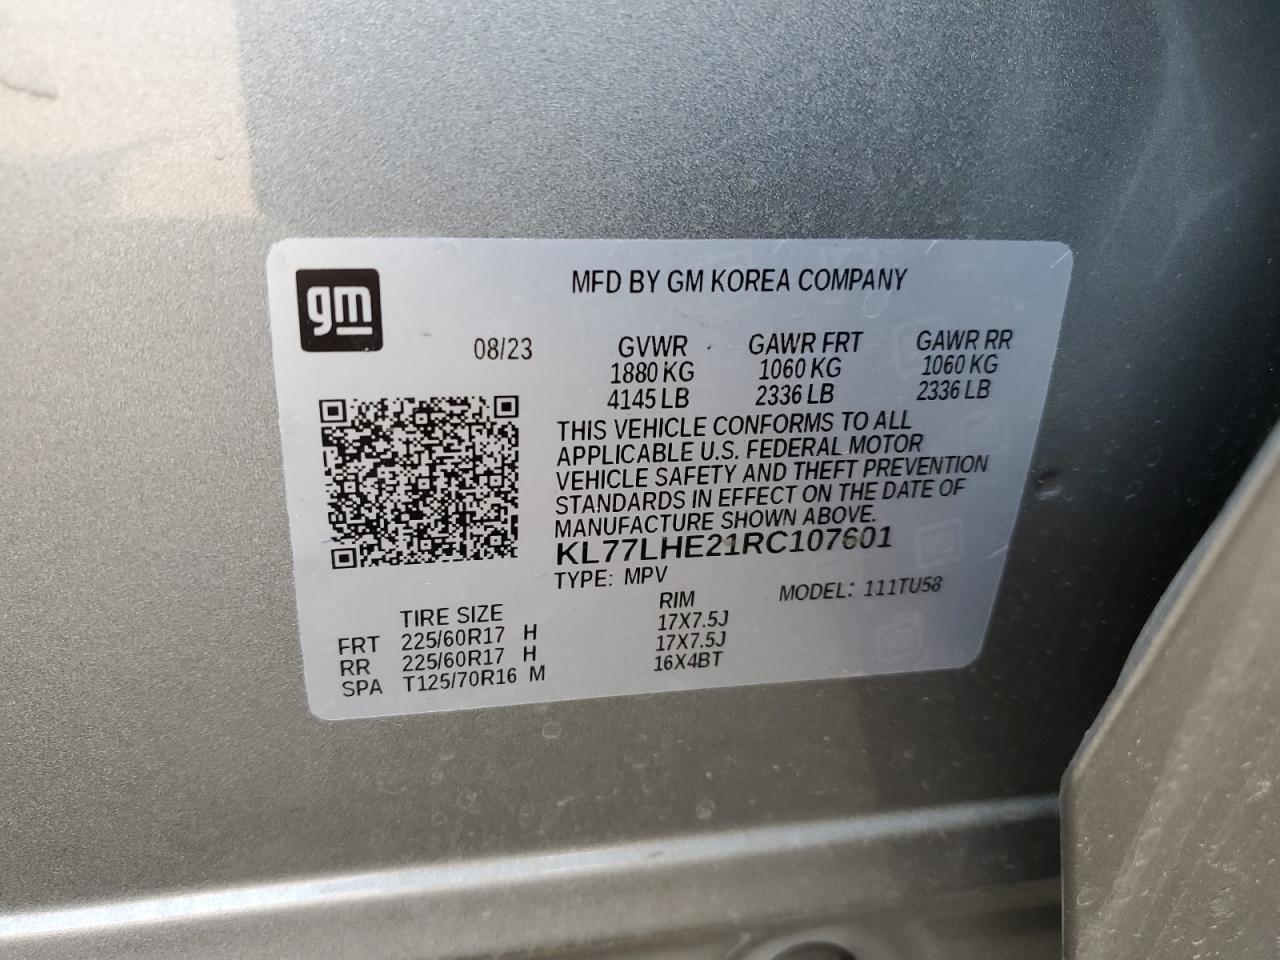 gm
MFD BY GM KOREA COMPANY
08/23 GVWR GAWR FRT GAWR RR
1880 KG 1060 KG 1060 KG
4145 LB 2336 LB 2336 LB
THIS VEHICLE CONFORMS TO ALL
APPLICABLE U.S. FEDERAL MOTOR
VEHICLE SAFETY AND THEFT PREVENTION
STANDARDS IN EFFECT ON THE DATE OF
MANUFACTURE SHOWN ABOVE.
KL77LHE21RC107601
TYPE: MPV MODEL: 111TU58
TIRE SIZE RIM
FRT 225/60R17 H 17X7.5J
RR 225/60R17 H 17X7.5J
SPA T125/70R16 M 16X4BT